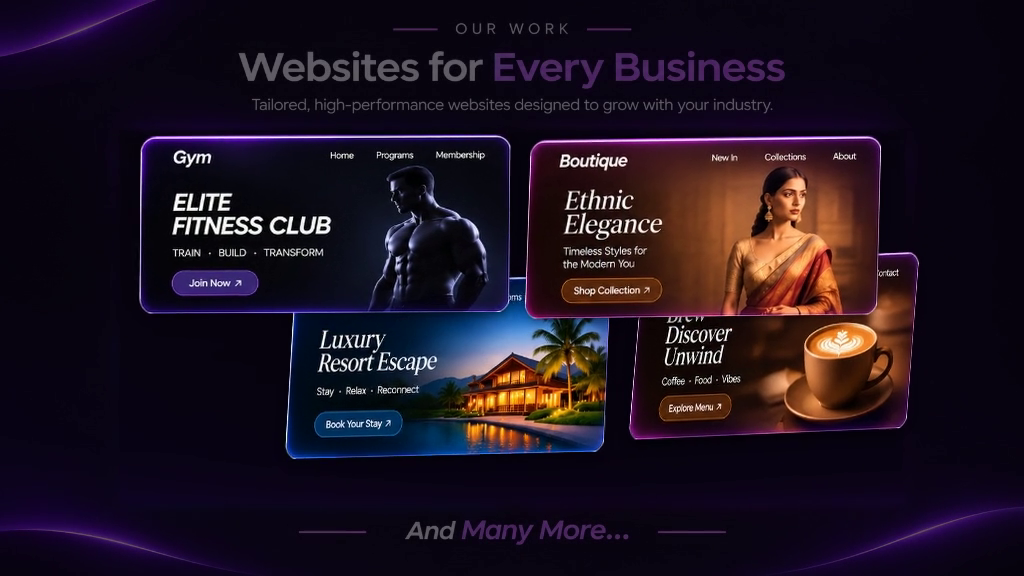 OUR WORK
Websites for Every Business
Tailored, high-performance websites designed to grow with your industry.
Gym
Home Programs Membership
ELITE
FITNESS CLUB
TRAIN · BUILD · TRANSFORM
Join Now ↗
Boutique
New In Collections About
Ethnic
Elegance
Timeless Styles for
the Modern You
Shop Collection ↗
Luxury
Resort Escape
Stay · Relax · Reconnect
Book Your Stay ↗
Contact
Brew
Discover
Unwind
Coffee · Food · Vibes
Explore Menu ↗
And Many More...